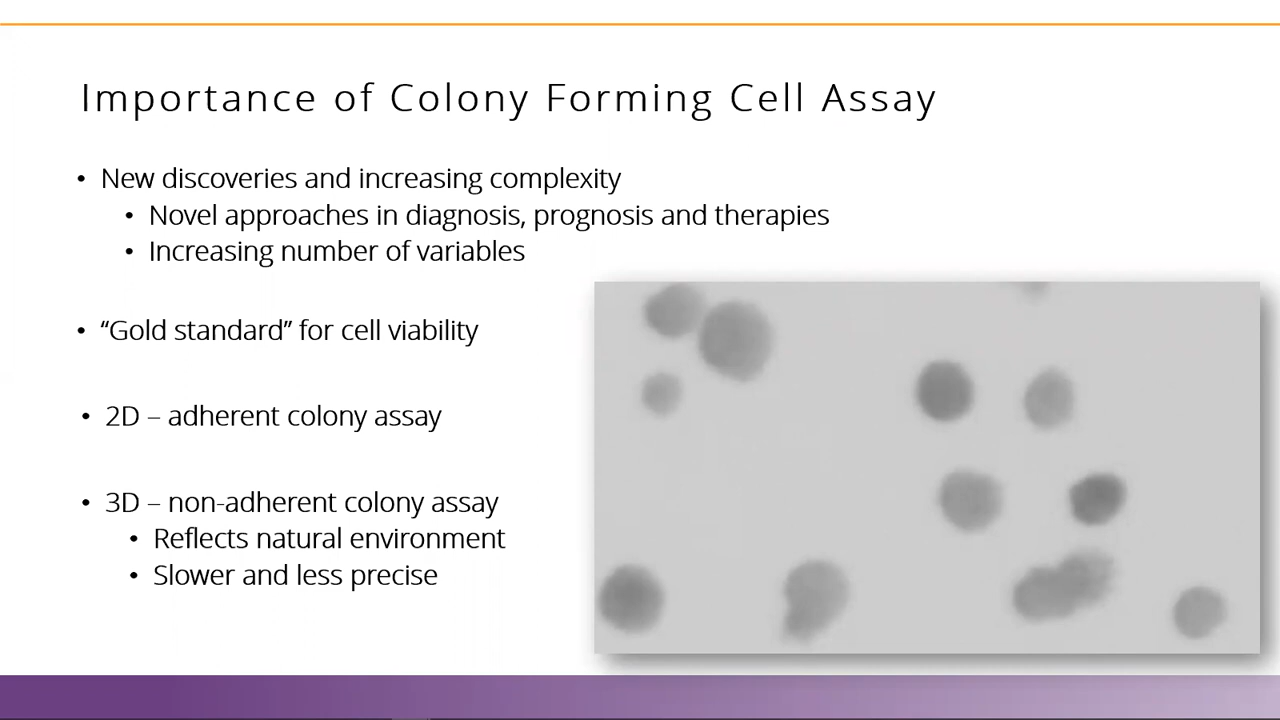 Importance of Colony Forming Cell Assay
• New discoveries and increasing complexity
• Novel approaches in diagnosis, prognosis and therapies
• Increasing number of variables
• “Gold standard” for cell viability
• 2D – adherent colony assay
• 3D – non-adherent colony assay
• Reflects natural environment
• Slower and less precise